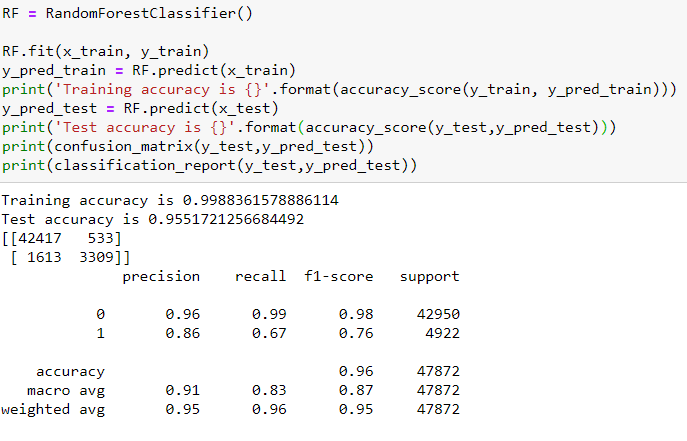 RF = RandomForestClassifier()
RF.fit(x_train, y_train)
y_pred_train = RF.predict(x_train)
print('Training accuracy is {}'.format(accuracy_score(y_train, y_pred_train)))
y_pred_test = RF.predict(x_test)
print('Test accuracy is {}'.format(accuracy_score(y_test,y_pred_test)))
print(confusion_matrix(y_test,y_pred_test))
print(classification_report(y_test,y_pred_test))
Training accuracy is 0.9988361578886114
Test accuracy is 0.9551721256684492
[[42417   533]
 [ 1613  3309]]
              precision    recall  f1-score   support
           0       0.96      0.99      0.98     42950
           1       0.86      0.67      0.76      4922
    accuracy                           0.96     47872
   macro avg       0.91      0.83      0.87     47872
weighted avg       0.95      0.96      0.95     47872